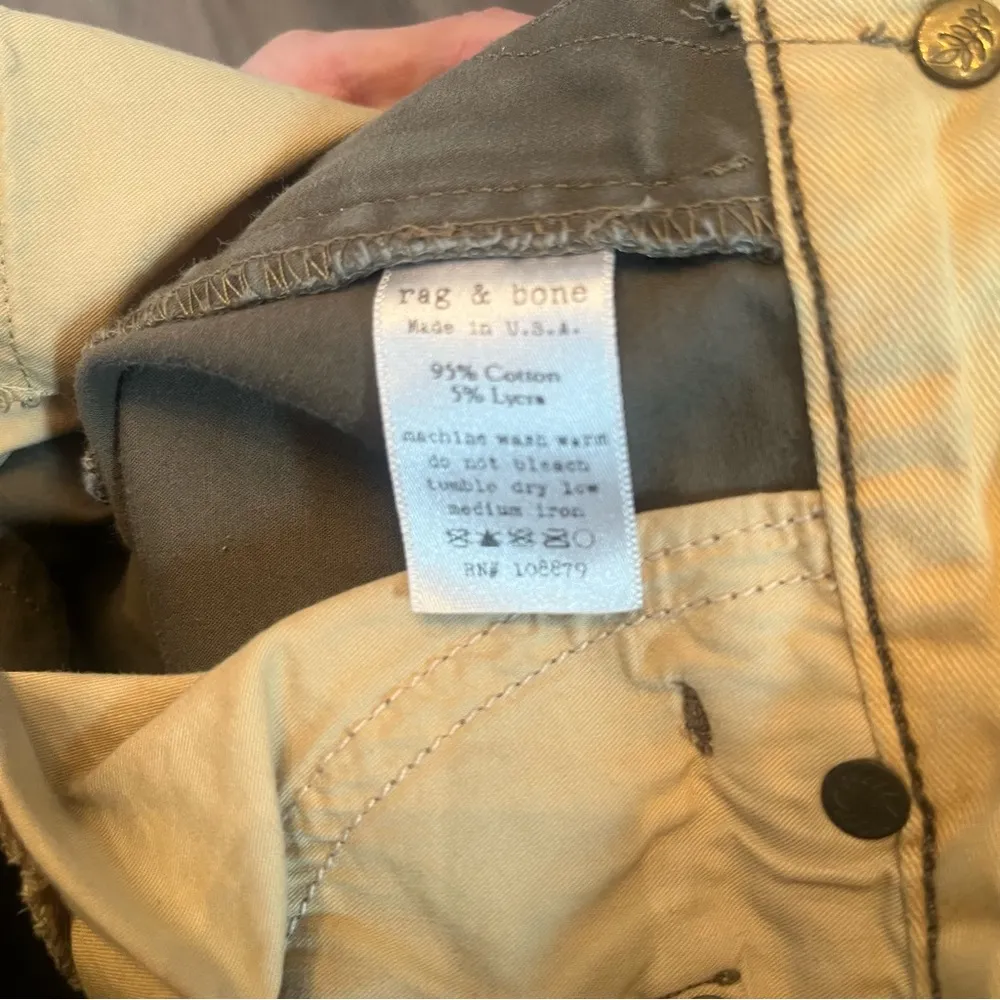 rag & bone
Made in U.S.A.
95% Cotton
5% Lycra
machine wash warm
do not bleach
tumble dry low
medium iron
RN# 108879